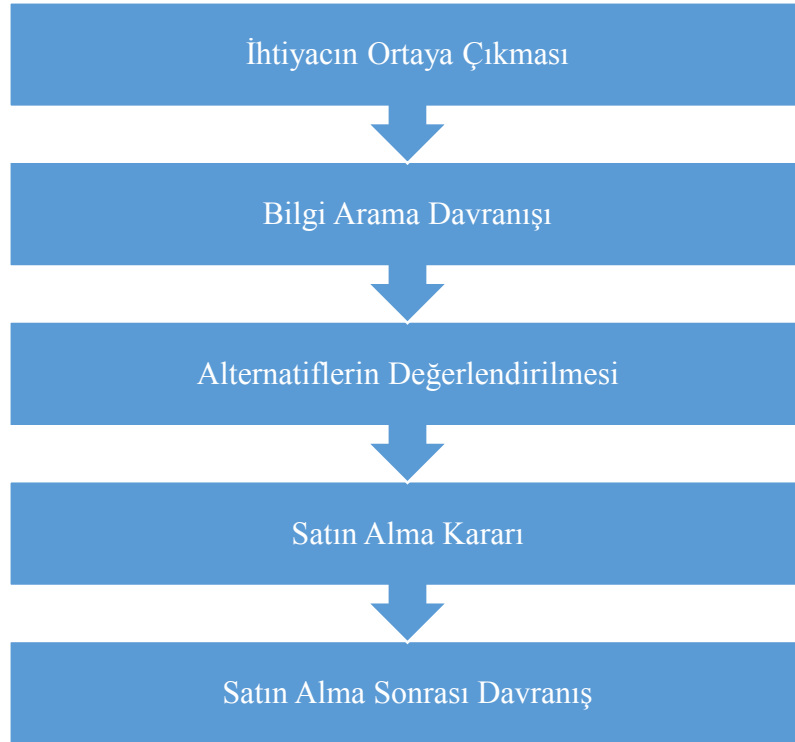 İhtiyacın Ortaya Çıkması
Bilgi Arama Davranışı
Alternatiflerin Değerlendirilmesi
Satın Alma Kararı
Satın Alma Sonrası Davranış